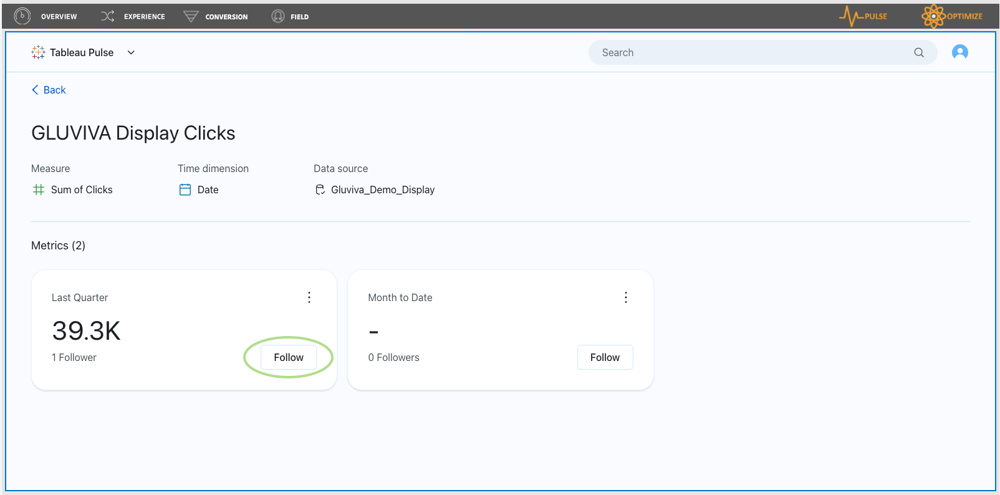 OVERVIEW EXPERIENCE CONVERSION FIELD PULSE OPTIMIZE
Tableau Pulse Search
Back
GLUVIVA Display Clicks
Measure Time dimension Data source
Sum of Clicks Date Gluviva_Demo_Display
Metrics (2)
Last Quarter
39.3K
1 Follower Follow
Month to Date
-
0 Followers Follow